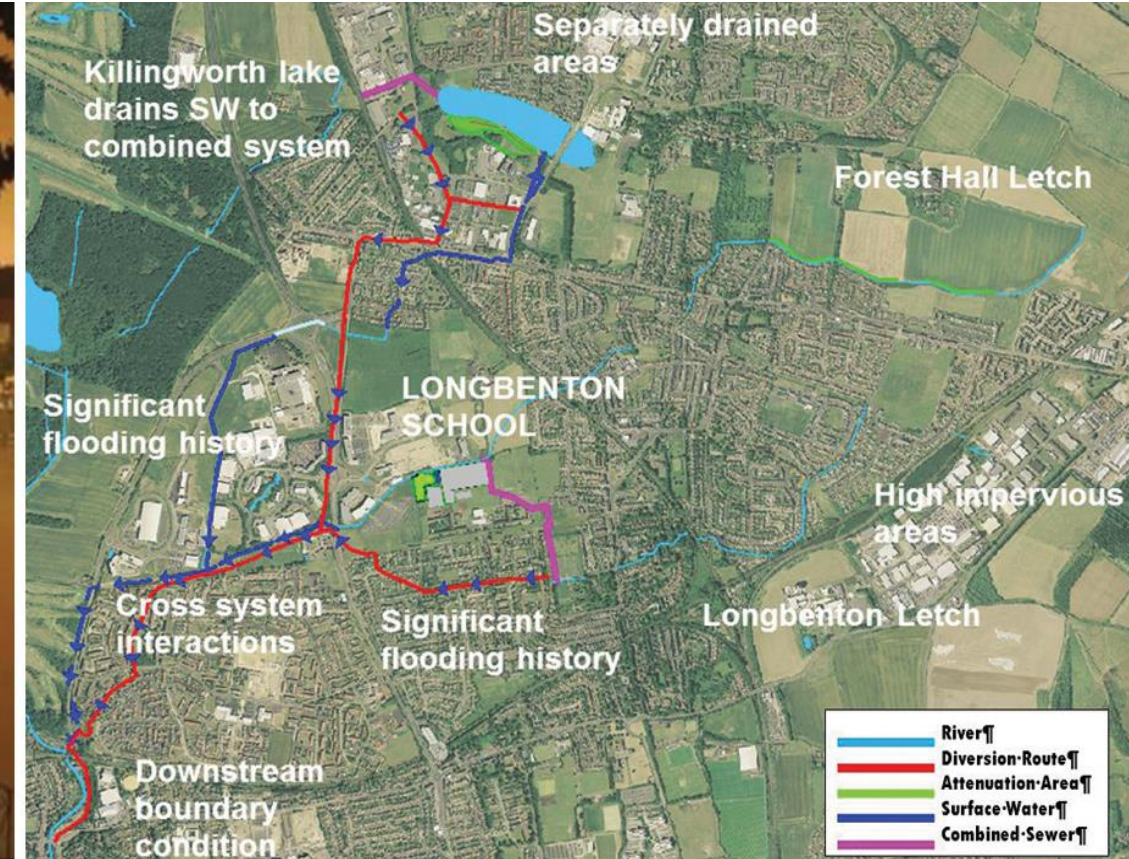 Separately drained
areas
Killingworth lake
drains SW to
combined system
Forest Hall Letch
LONGBENTON
SCHOOL
Significant
flooding history
High impervious
areas
Cross system
interactions
Significant
flooding history
Longbenton Letch
Downstream
boundary
condition
River¶
Diversion·Route¶
Attenuation·Area¶
Surface·Water¶
Combined·Sewer¶